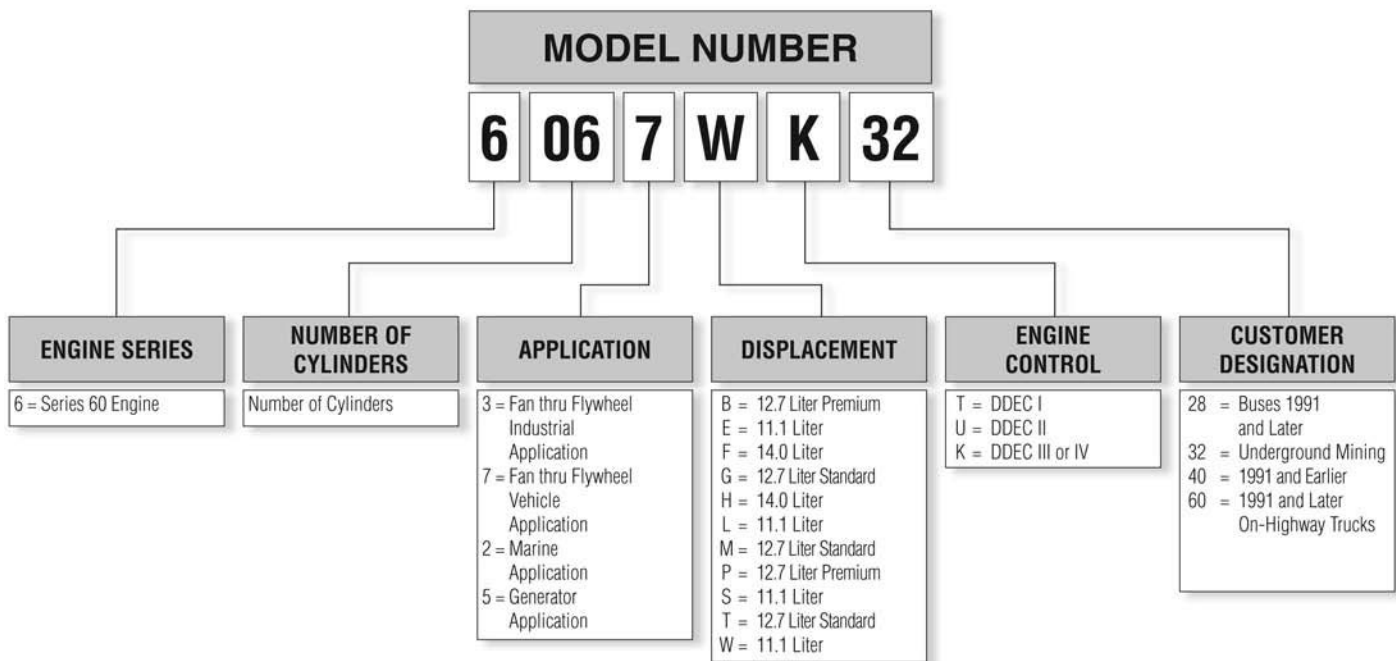 MODEL NUMBER
6 06 7 W K 32
ENGINE SERIES
6 = Series 60 Engine
NUMBER OF
CYLINDERS
Number of Cylinders
APPLICATION
3 = Fan thru Flywheel
Industrial
Application
7 = Fan thru Flywheel
Vehicle
Application
2 = Marine
Application
5 = Generator
Application
DISPLACEMENT
B = 12.7 Liter Premium
E = 11.1 Liter
F = 14.0 Liter
G = 12.7 Liter Standard
H = 14.0 Liter
L = 11.1 Liter
M = 12.7 Liter Standard
P = 12.7 Liter Premium
S = 11.1 Liter
T = 12.7 Liter Standard
W = 11.1 Liter
ENGINE
CONTROL
T = DDEC I
U = DDEC II
K = DDEC III or IV
CUSTOMER
DESIGNATION
28 = Buses 1991
and Later
32 = Underground Mining
40 = 1991 and Earlier
60 = 1991 and Later
On-Highway Trucks